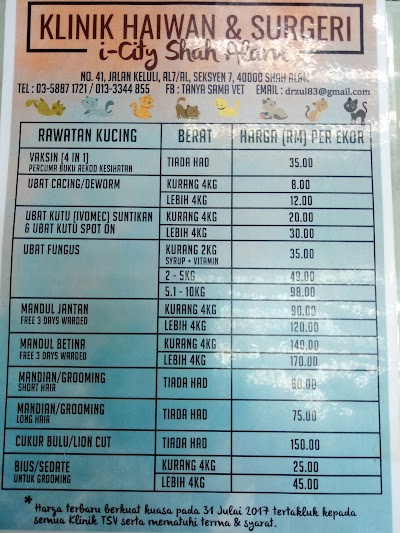 KLINIK HAIWAN & SURGERI
i-City Shah Alam
NO. 41, JALAN KELULI, AL7/AL, SEKSYEN 7, 40000 SHAH ALAM
TEL : 03-5887 1721 / 013-3344 855 FB : TANYA SAMA VET EMAIL : drzul83@gmail.com
RAWATAN KUCING BERAT HARGA (RM) PER EKOR
VAKSIN (4 IN 1) TIADA HAD 35.00
PERCUMA BUKU REKOD KESIHATAN
UBAT CACING/DEWORM KURANG 4KG 8.00
LEBIH 4KG 12.00
UBAT KUTU (IVOMEC) SUNTIKAN KURANG 4KG 20.00
& UBAT KUTU SPOT ON LEBIH 4KG 30.00
UBAT FUNGUS KURANG 2KG 35.00
SYRUP + VITAMIN
2 - 5KG 49.00
5.1 - 10KG 98.00
MANDUL JANTAN KURANG 4KG 90.00
FREE 3 DAYS WARDED LEBIH 4KG 120.00
MANDUL BETINA KURANG 4KG 140.00
FREE 3 DAYS WARDED LEBIH 4KG 170.00
MANDIAN/GROOMING TIADA HAD 60.00
SHORT HAIR
MANDIAN/GROOMING TIADA HAD 75.00
LONG HAIR
CUKUR BULU/LION CUT TIADA HAD 150.00
BIUS/SEDATE KURANG 4KG 25.00
UNTUK GROOMING LEBIH 4KG 45.00
* Harga terbaru berkuat kuasa pada 31 Julai 2017 tertakluk kepada
semua Klinik TSV serta mematuhi terma & syarat.